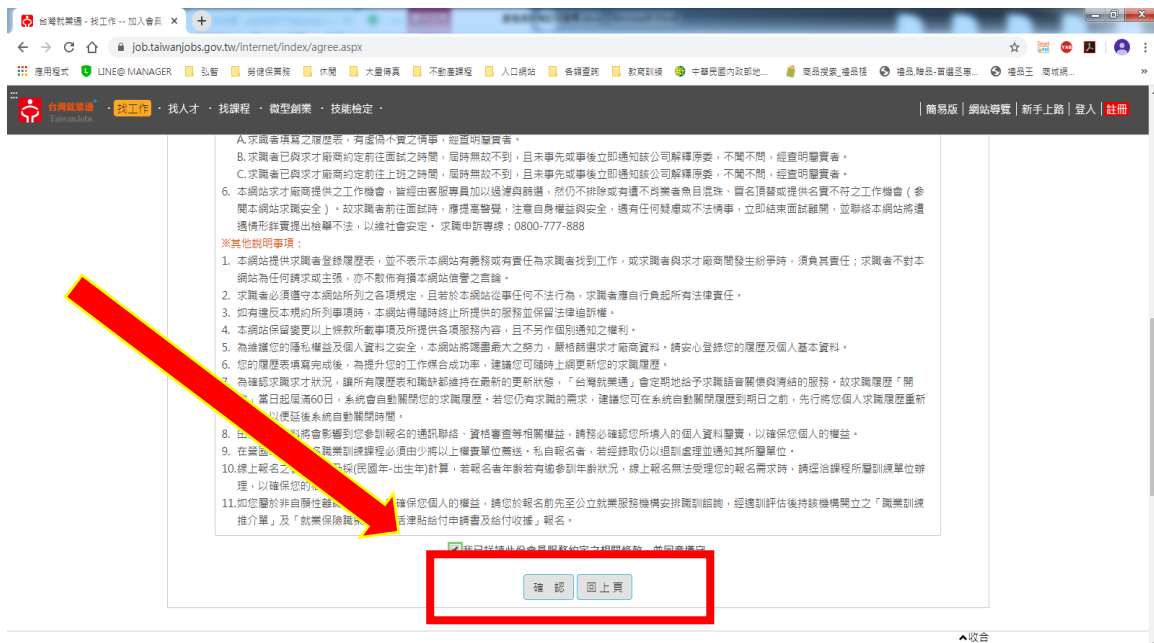 台灣就業通 - 找工作 -- 加入會員
job.taiwanjobs.gov.tw/internet/index/agree.aspx
應用程式 LINE@ MANAGER 弘智 勞健保業務 休閒 大量傳真 不動產課程 入口網站 各類查詢 教育訓練 中華民國內政部地... 商品搜索_禮品棧 禮品,贈品-首選丞惠... 禮品王 商城網...
台灣就業通 TaiwanJobs ‧找工作 ‧ 找人才 ‧ 找課程 ‧ 微型創業 ‧ 技能檢定 ‧ │簡易版│網站導覽│新手上路│登入│註冊
A.求職者填寫之履歷表,有虛偽不實之情事,經查明屬實者。
B.求職者已與求才廠商約定前往面試之時間,屆時無故不到,且未事先或事後立即通知該公司解釋原委,不聞不問,經查明屬實者。
C.求職者已與求才廠商約定前往上班之時間,屆時無故不到,且未事先或事後立即通知該公司解釋原委,不聞不問,經查明屬實者。
6. 本網站求才廠商提供之工作機會,皆經由客服專員加以過濾與篩選,然仍不排除或有遭不肖業者魚目混珠、冒名頂替或提供名實不符之工作機會(參
閱本網站求職安全)。故求職者前往面試時,應提高警覺,注意自身權益與安全,遇有任何疑慮或不法情事,立即結束面試離開,並聯絡本網站將遭
遇情形詳實提出檢舉不法,以維社會安定。求職申訴專線:0800-777-888
※其他說明事項:
1. 本網站提供求職者登錄履歷表,並不表示本網站有義務或有責任為求職者找到工作,或求職者與求才廠商間發生紛爭時,須負其責任;求職者不對本
網站為任何請求或主張,亦不散佈有損本網站信譽之言論。
2. 求職者必須遵守本網站所列之各項規定,且若於本網站從事任何不法行為,求職者應自行負起所有法律責任。
3. 如有違反本規約所列事項時,本網站得隨時終止所提供的服務並保留法律追訴權。
4. 本網站保留變更以上條款所載事項及所提供各項服務內容,且不另作個別通知之權利。
5. 為維護您的隱私權益及個人資料之安全,本網站將竭盡最大之努力,嚴格篩選求才廠商資料。請安心登錄您的履歷及個人基本資料。
6. 您的履歷表填寫完成後,為提升您的工作媒合成功率,建議您可隨時上網更新您的求職履歷。
7. 為確認求職求才狀況,讓所有履歷表和職缺都維持在最新的更新狀態,「台灣就業通」會定期地給予求職語音關懷與清結的服務。故求職履歷「開
當日起屆滿60日,系統會自動關閉您的求職履歷。若您仍有求職的需求,建議您可在系統自動關閉履歷到期日之前,先行將您個人求職履歷重新
以便延後系統自動關閉時間。
8. 料將會影響到您參訓報名的通訊聯絡、資格審查等相關權益,請務必確認您所填入的個人資料屬實,以確保您個人的權益。
9. 在營 名職業訓練課程必須由少將以上權責單位薦送。私自報名者,若經錄取仍以退訓處理並通知其所屬單位。
10.線上報名之 採(民國年-出生年)計算,若報名者年齡若有逾參訓年齡狀況,線上報名無法受理您的報名需求時,請逕洽課程所屬訓練單位辦
理,以確保您的
11.如您屬於非自願性離 確保您個人的權益,請您於報名前先至公立就業服務機構安排職訓諮詢,經適訓評估後持該機構開立之「職業訓練
推介單」及「就業保險職 活津貼給付申請書及給付收據」報名。
我已詳讀此份會員服務約定之相關條款,並同意遵守
確 認 回上頁
收合